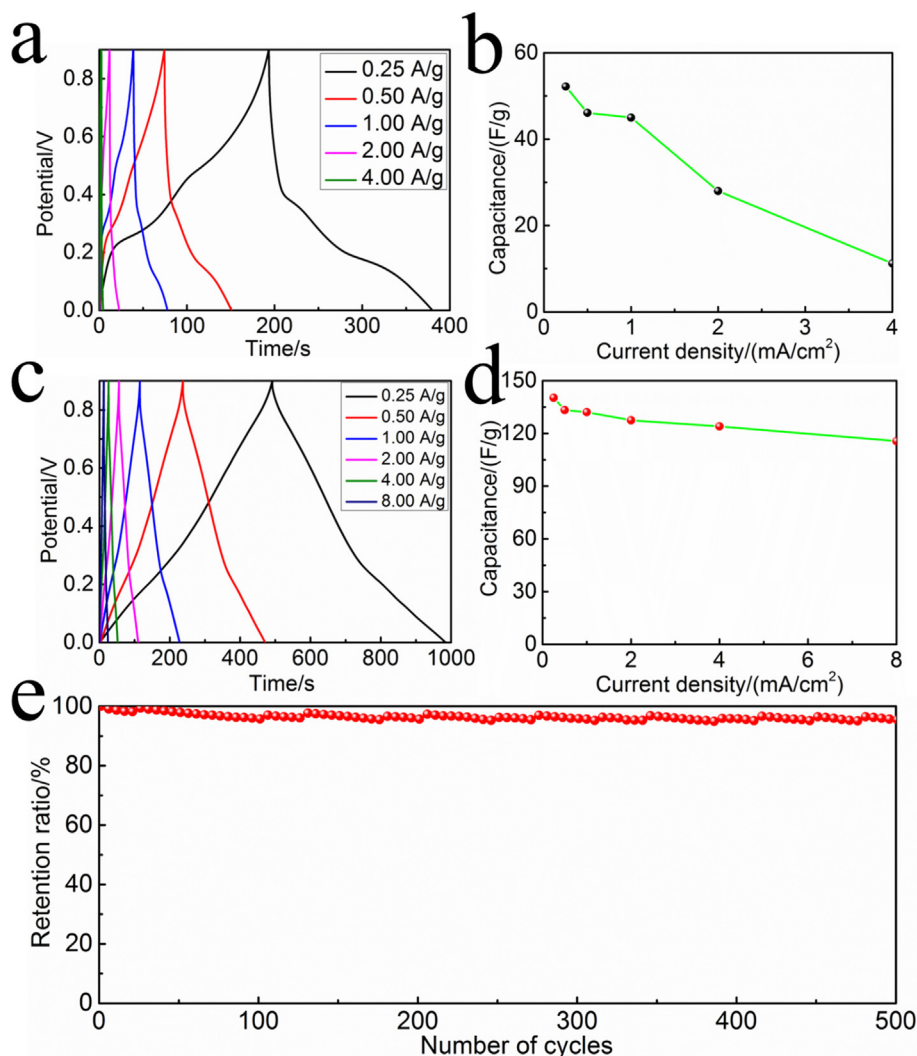 a
0.8
0.6
0.4
0.2
0.0
Potential/V
0.25 A/g
0.50 A/g
1.00 A/g
2.00 A/g
4.00 A/g
0 100 200 300 400
Time/s
b
60
40
20
0
Capacitance/(F/g)
0 1 2 3 4
Current density/(mA/cm²)
c
0.8
0.6
0.4
0.2
0.0
Potential/V
0.25 A/g
0.50 A/g
1.00 A/g
2.00 A/g
4.00 A/g
8.00 A/g
0 200 400 600 800 1000
Time/s
d
150
120
90
60
30
0
Capacitance/(F/g)
0 2 4 6 8
Current density/(mA/cm²)
e
100
80
60
40
20
0
Retention ratio/%
0 100 200 300 400 500
Number of cycles